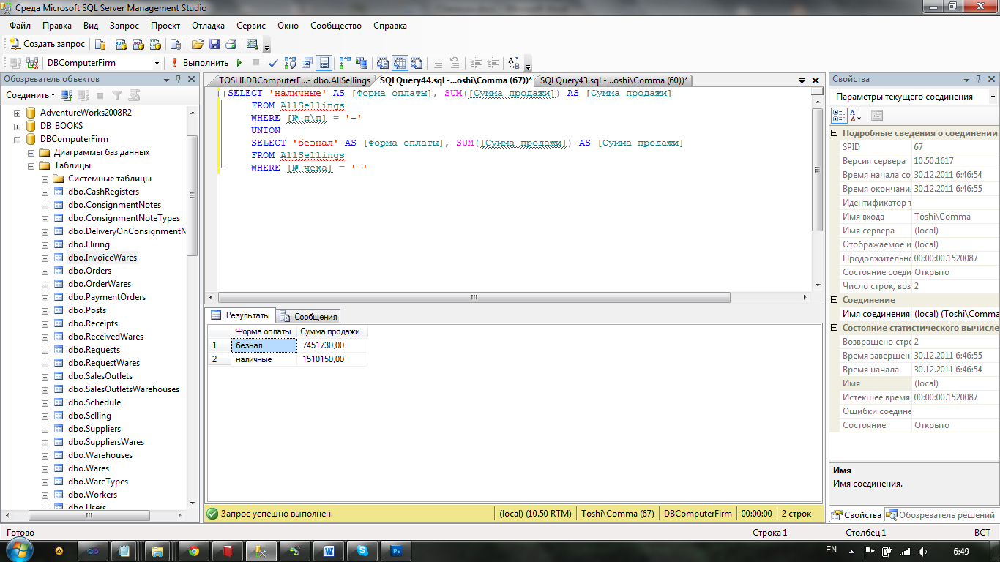 Среда Microsoft SQL Server Management Studio
Файл Правка Вид Запрос Проект Отладка Сервис Окно Сообщество Справка
Создать запрос
DBComputerFirm Выполнить
Обозреватель объектов
Соединить
AdventureWorks2008R2
DB_BOOKS
DBComputerFirm
Диаграммы баз данных
Таблицы
Системные таблицы
dbo.CashRegisters
dbo.ConsignmentNotes
dbo.ConsignmentNoteTypes
dbo.DeliveryOnConsignmentN
dbo.Hiring
dbo.InvoiceWares
dbo.Orders
dbo.OrderWares
dbo.PaymentOrders
dbo.Posts
dbo.Receipts
dbo.ReceivedWares
dbo.Requests
dbo.RequestWares
dbo.SalesOutlets
dbo.SalesOutletsWarehouses
dbo.Schedule
dbo.Selling
dbo.Suppliers
dbo.SuppliersWares
dbo.Warehouses
dbo.Wares
dbo.WareTypes
dbo.Workers
dbo.Users
TOSHI.DBComputerF...- dbo.AllSellings SQLQuery44.sql -...oshi\Comma (67))* SQLQuery43.sql -...oshi\Comma (60))*
SELECT 'наличные' AS [Форма оплаты], SUM([Сумма продажи]) AS [Сумма продажи]
FROM AllSellings
WHERE [№ п\п] = '-'
UNION
SELECT 'безнал' AS [Форма оплаты], SUM([Сумма продажи]) AS [Сумма продажи]
FROM AllSellings
WHERE [№ чека] = '-'
Результаты Сообщения
Форма оплаты Сумма продажи
1 безнал 7451730,00
2 наличные 1510150,00
Запрос успешно выполнен. (local) (10.50 RTM) Toshi\Comma (67) DBComputerFirm 00:00:00 2 строк
Свойства
Параметры текущего соединения
Подробные сведения о соединении
SPID 67
Версия сервера 10.50.1617
Время начала со 30.12.2011 6:46:54
Время окончани 30.12.2011 6:46:55
Идентификатор т
Имя входа Toshi\Comma
Имя сервера (local)
Отображаемое и (local)
Продолжительно 00:00:00.1520087
Состояние соеди Открыто
Число строк, воз 2
Соединение
Имя соединения (local) (Toshi\Comma
Состояние статистического вычисле
Возвращено стро 2
Время завершен 30.12.2011 6:46:55
Время начала 30.12.2011 6:46:54
Имя (local)
Истекшее время 00:00:00.1520087
Ошибки соедине
Состояние Открыто
Имя
Имя соединения.
Свойства Обозреватель решений
Готово Строка 1 Столбец 1 ВСТ
EN 6:49